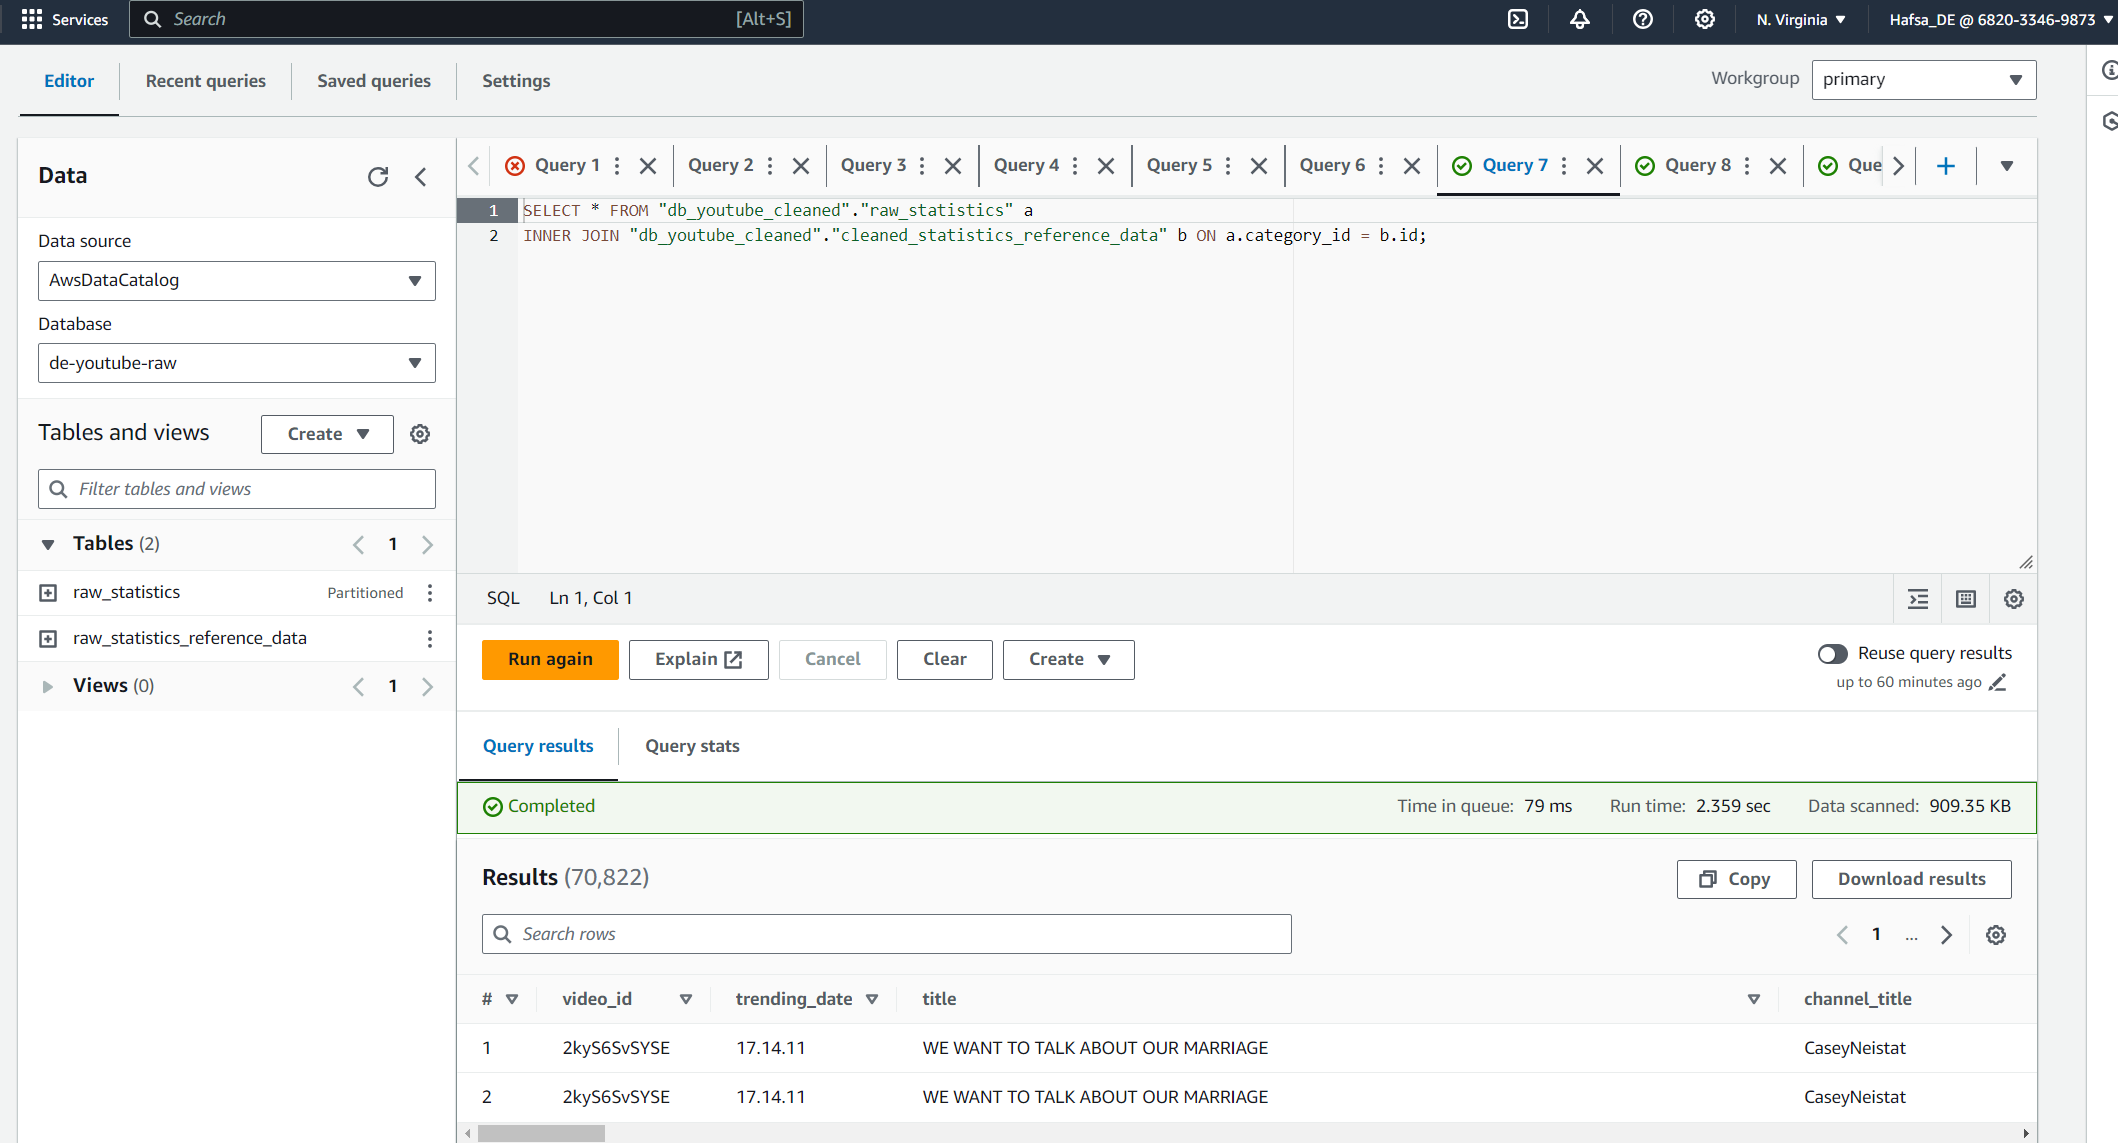 Services
Search
[Alt+S]
N. Virginia
Hafsa_DE @ 6820-3346-9873
Editor
Recent queries
Saved queries
Settings
Workgroup
primary
Data
Data source
AwsDataCatalog
Database
de-youtube-raw
Tables and views
Create
Filter tables and views
Tables (2)
1
raw_statistics
Partitioned
raw_statistics_reference_data
Views (0)
1
Query 1
Query 2
Query 3
Query 4
Query 5
Query 6
Query 7
Query 8
Que
1 SELECT * FROM "db_youtube_cleaned"."raw_statistics" a
2 INNER JOIN "db_youtube_cleaned"."cleaned_statistics_reference_data" b ON a.category_id = b.id;
SQL
Ln 1, Col 1
Run again
Explain
Cancel
Clear
Create
Reuse query results
up to 60 minutes ago
Query results
Query stats
Completed
Time in queue: 79 ms
Run time: 2.359 sec
Data scanned: 909.35 KB
Results (70,822)
Copy
Download results
Search rows
1 ...
# video_id trending_date title channel_title
1 2kyS6SvSYSE 17.14.11 WE WANT TO TALK ABOUT OUR MARRIAGE CaseyNeistat
2 2kyS6SvSYSE 17.14.11 WE WANT TO TALK ABOUT OUR MARRIAGE CaseyNeistat